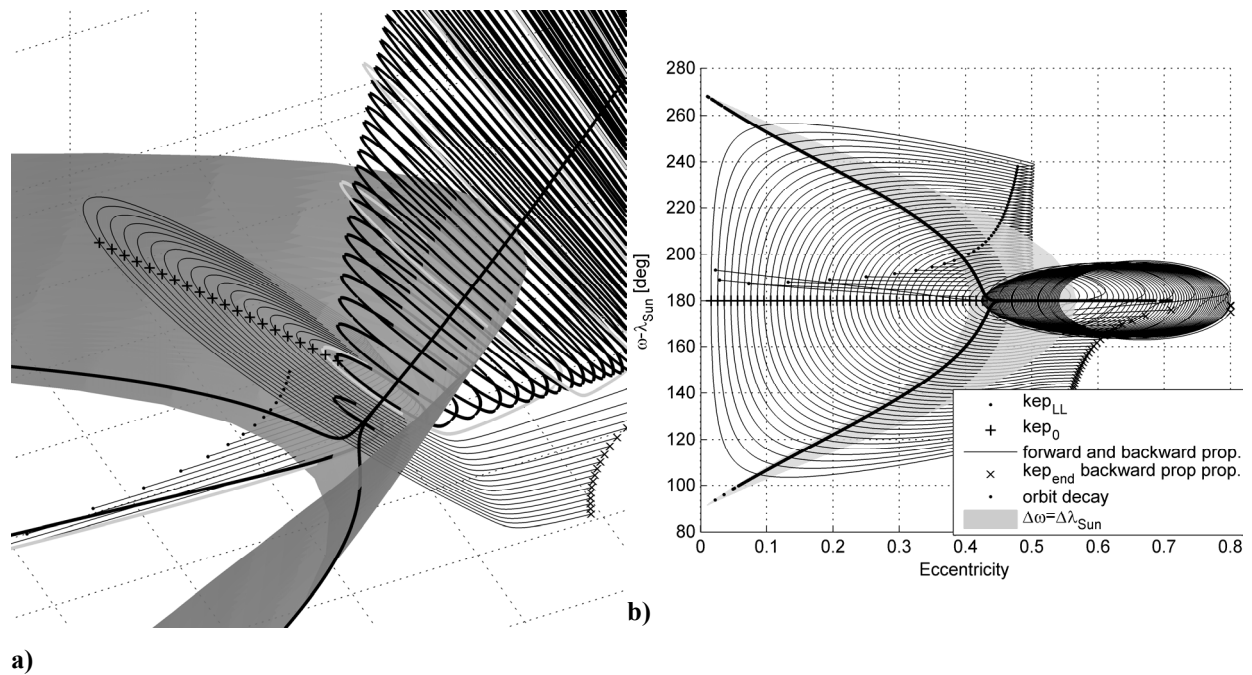 280
260
240
220
200
180
160
140
120
100
80
ω-λSun [deg]
kepLL
kep0
forward and backward prop.
kepend backward prop prop.
orbit decay
Δω=ΔλSun
0 0.1 0.2 0.3 0.4 0.5 0.6 0.7 0.8
Eccentricity
b)
a)